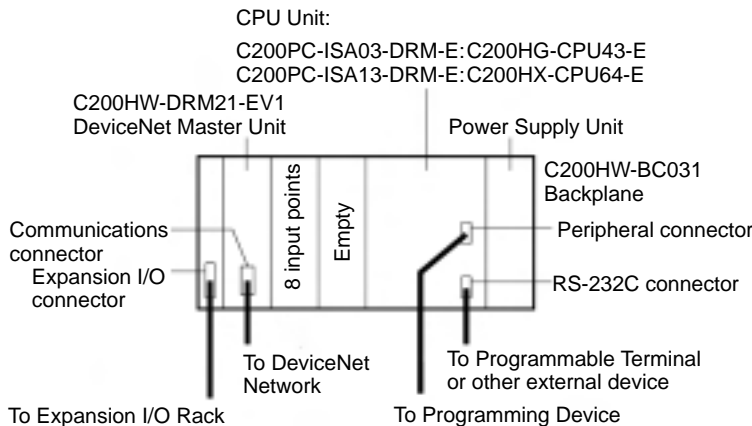 CPU Unit:
C200PC-ISA03-DRM-E: C200HG-CPU43-E
C200PC-ISA13-DRM-E: C200HX-CPU64-E
C200HW-DRM21-EV1
DeviceNet Master Unit
Power Supply Unit
C200HW-BC031
Backplane
8 input points
Empty
Communications
connector
Peripheral connector
Expansion I/O
connector
RS-232C connector
To DeviceNet
Network
To Programmable Terminal
or other external device
To Expansion I/O Rack
To Programming Device